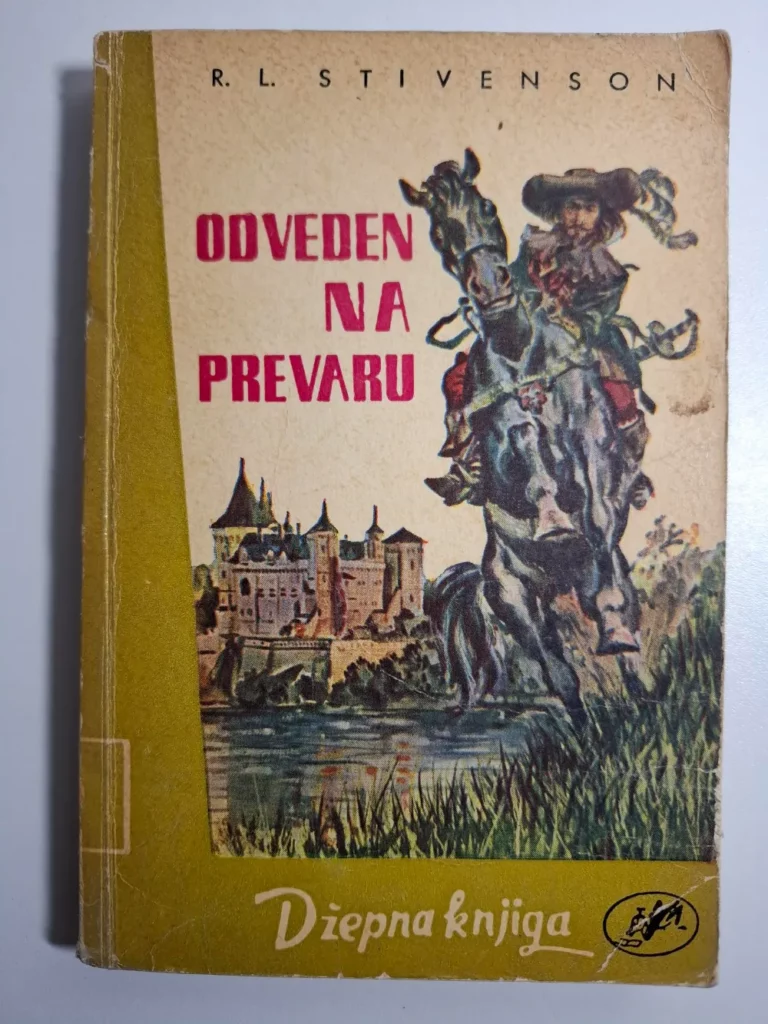 R. L. STIVENSON
ODVEDEN
NA
PREVARU
Džepna knjiga